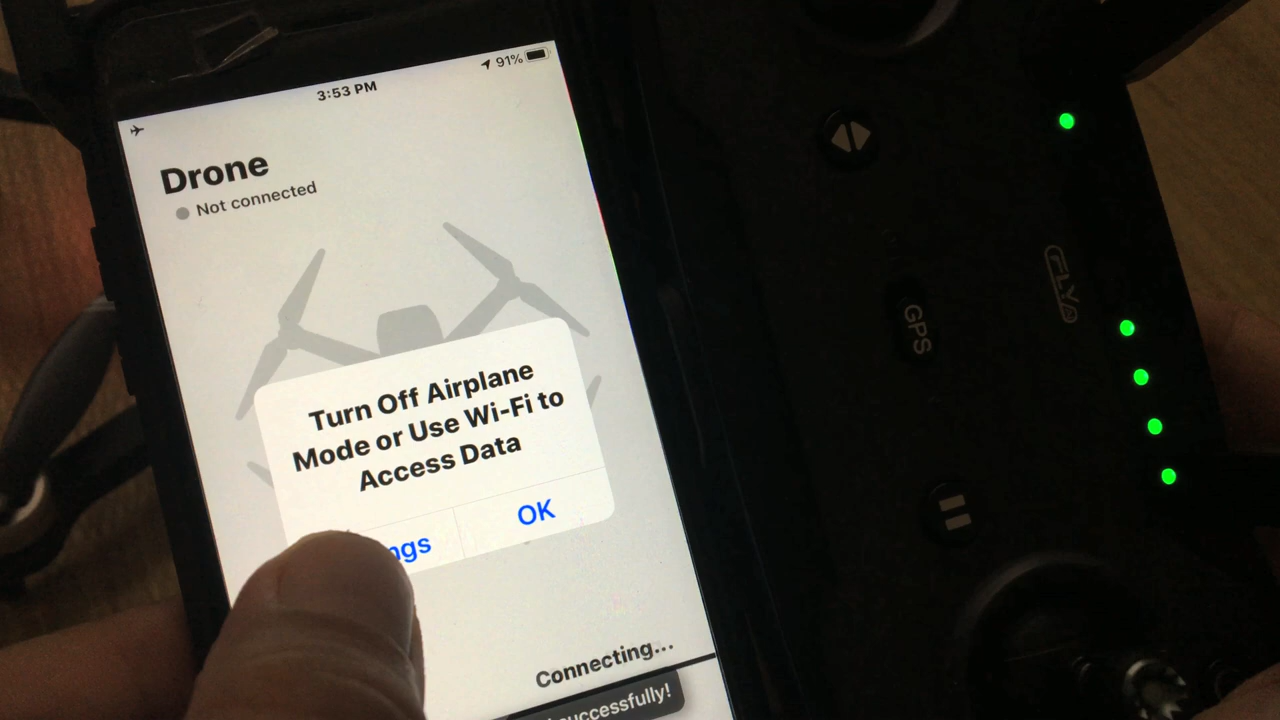 3:53 PM
91%
Drone
Not connected
Turn Off Airplane
Mode or Use Wi-Fi to
Access Data
OK
Connecting...
successfully!
GPS
FLY